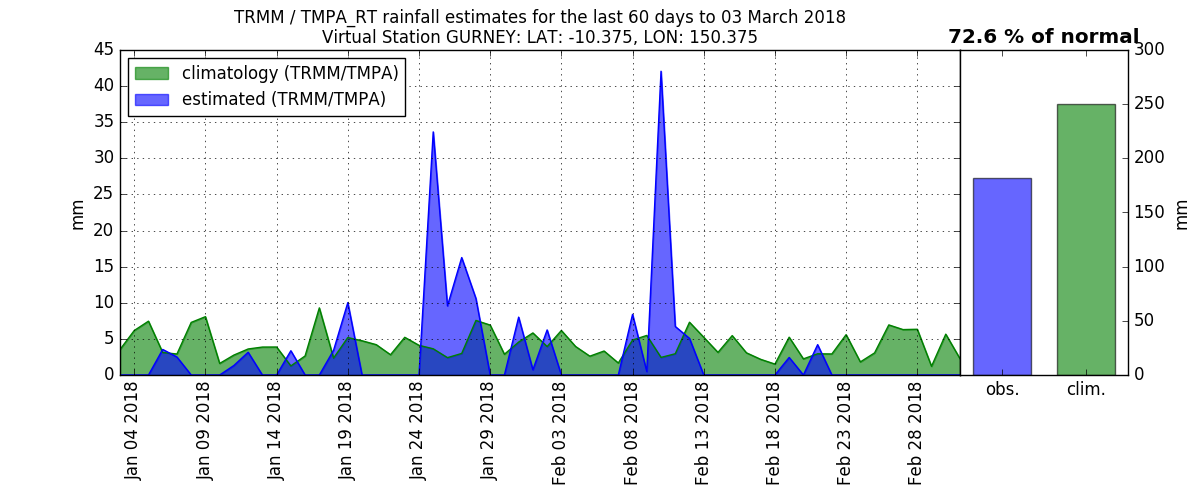 TRMM / TMPA_RT rainfall estimates for the last 60 days to 03 March 2018
Virtual Station GURNEY: LAT: -10.375, LON: 150.375
72.6 % of normal
climatology (TRMM/TMPA)
estimated (TRMM/TMPA)
mm
45
40
35
30
25
20
15
10
5
0
Jan 04 2018
Jan 09 2018
Jan 14 2018
Jan 19 2018
Jan 24 2018
Jan 29 2018
Feb 03 2018
Feb 08 2018
Feb 13 2018
Feb 18 2018
Feb 23 2018
Feb 28 2018
300
250
200
150
100
50
0
mm
obs.
clim.